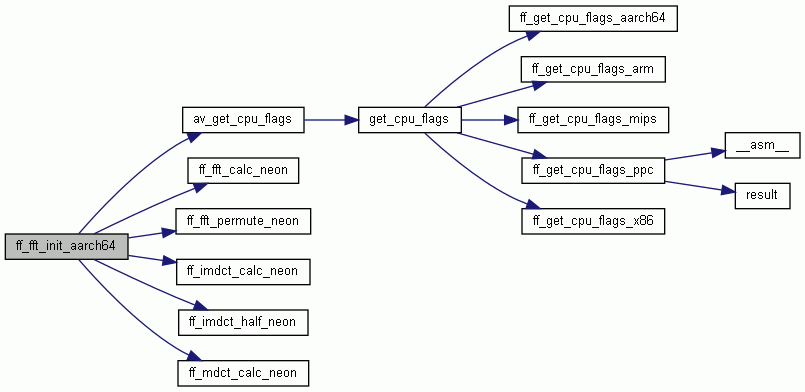 ff_get_cpu_flags_aarch64
ff_get_cpu_flags_arm
av_get_cpu_flags
get_cpu_flags
ff_get_cpu_flags_mips
__asm__
ff_fft_calc_neon
ff_get_cpu_flags_ppc
result
ff_fft_permute_neon
ff_get_cpu_flags_x86
ff_fft_init_aarch64
ff_imdct_calc_neon
ff_imdct_half_neon
ff_mdct_calc_neon